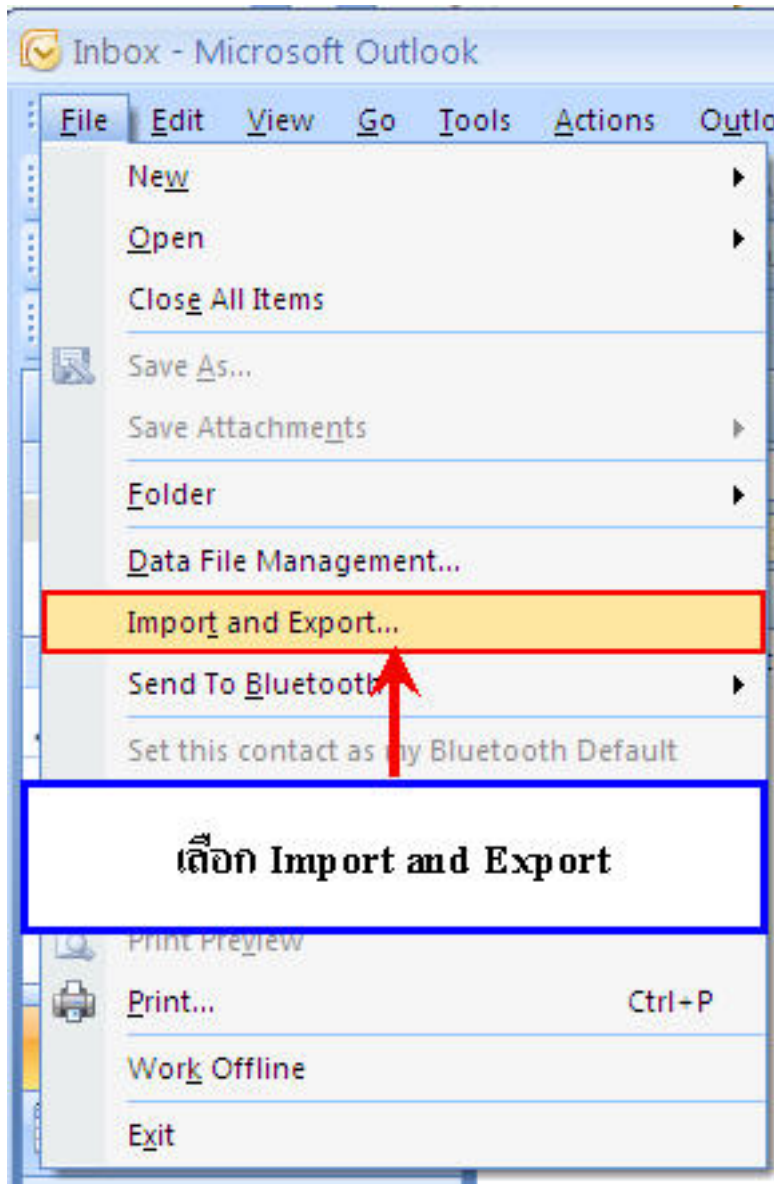 Inbox - Microsoft Outlook
File Edit View Go Tools Actions
New
Open
Close All Items
Save As...
Save Attachments
Folder
Data File Management...
Import and Export...
Send To Bluetooth
Set this contact as my Bluetooth Default
เลือก Import and Export
Print Preview
Print... Ctrl+P
Work Offline
Exit